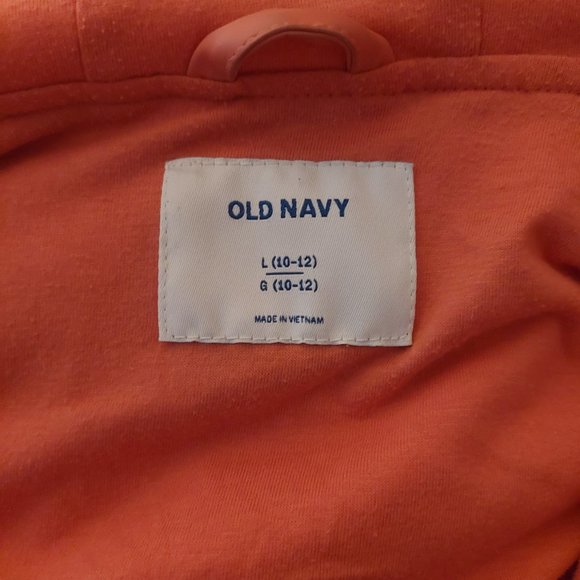 OLD NAVY
L (10-12)
G (10-12)
MADE IN VIETNAM